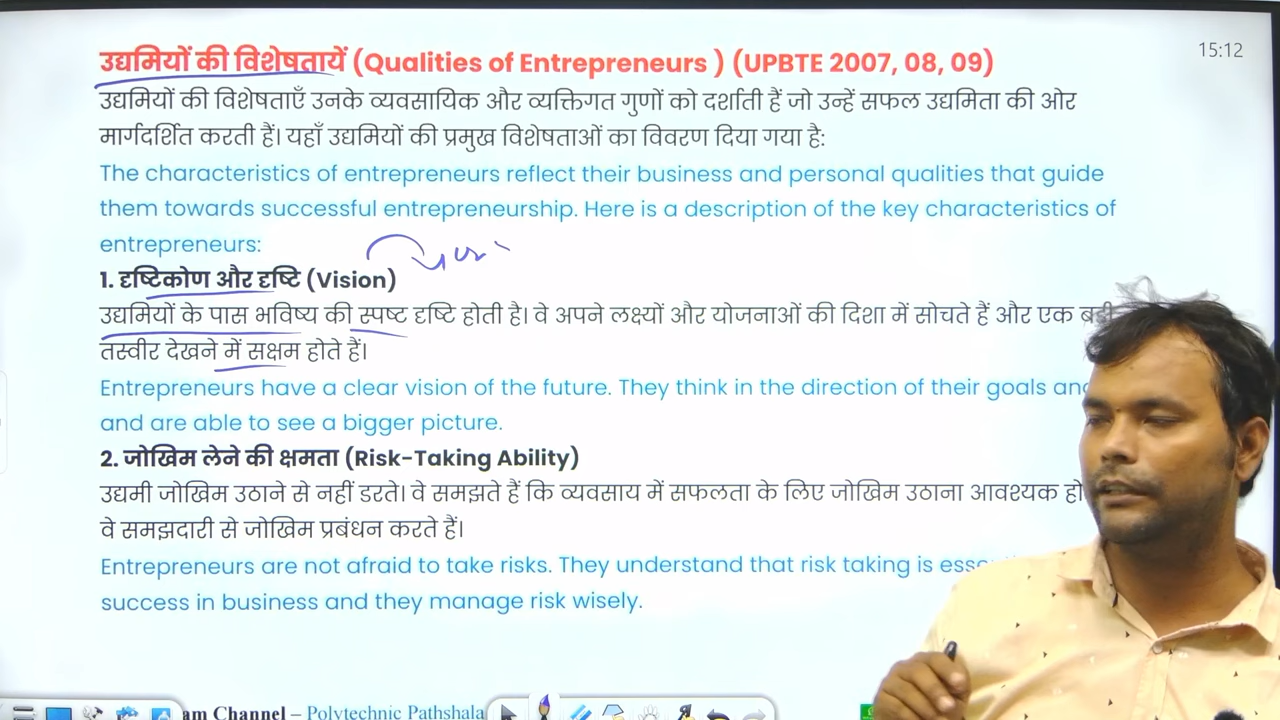 15:12
उद्यमियों की विशेषतायें (Qualities of Entrepreneurs ) (UPBTE 2007, 08, 09)
उद्यमियों की विशेषताएँ उनके व्यवसायिक और व्यक्तिगत गुणों को दर्शाती हैं जो उन्हें सफल उद्यमिता की ओर
मार्गदर्शित करती हैं। यहाँ उद्यमियों की प्रमुख विशेषताओं का विवरण दिया गया है:
The characteristics of entrepreneurs reflect their business and personal qualities that guide
them towards successful entrepreneurship. Here is a description of the key characteristics of
entrepreneurs:
1. दृष्टिकोण और दृष्टि (Vision)
उद्यमियों के पास भविष्य की स्पष्ट दृष्टि होती है। वे अपने लक्ष्यों और योजनाओं की दिशा में सोचते हैं और एक बड़ी
तस्वीर देखने में सक्षम होते हैं।
Entrepreneurs have a clear vision of the future. They think in the direction of their goals and
and are able to see a bigger picture.
2. जोखिम लेने की क्षमता (Risk-Taking Ability)
उद्यमी जोखिम उठाने से नहीं डरते। वे समझते हैं कि व्यवसाय में सफलता के लिए जोखिम उठाना आवश्यक हो
वे समझदारी से जोखिम प्रबंधन करते हैं।
Entrepreneurs are not afraid to take risks. They understand that risk taking is
success in business and they manage risk wisely.
am Channel – Polytechnic Pathshala